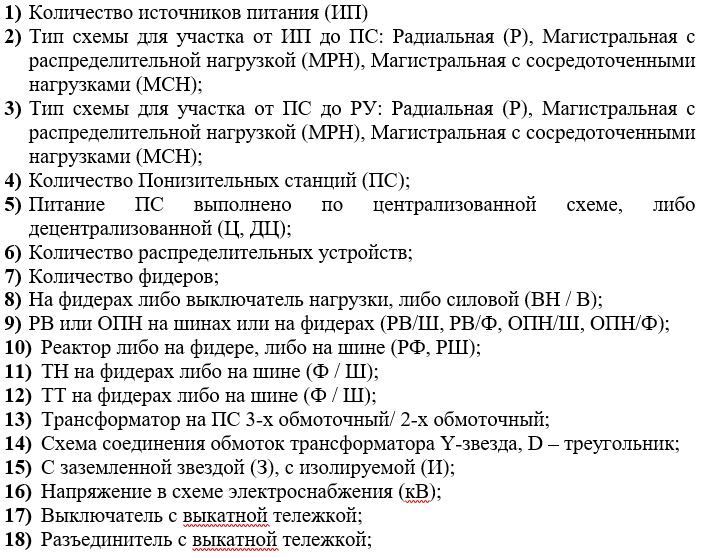 1) Количество источников питания (ИП)
2) Тип схемы для участка от ИП до ПС: Радиальная (Р), Магистральная с
распределительной нагрузкой (МРН), Магистральная с сосредоточенными
нагрузками (МСН);
3) Тип схемы для участка от ПС до РУ: Радиальная (Р), Магистральная с
распределительной нагрузкой (МРН), Магистральная с сосредоточенными
нагрузками (МСН);
4) Количество Понизительных станций (ПС);
5) Питание ПС выполнено по централизованной схеме, либо
децентрализованной (Ц, ДЦ);
6) Количество распределительных устройств;
7) Количество фидеров;
8) На фидерах либо выключатель нагрузки, либо силовой (ВН / В);
9) РВ или ОПН на шинах или на фидерах (РВ/Ш, РВ/Ф, ОПН/Ш, ОПН/Ф);
10) Реактор либо на фидере, либо на шине (РФ, РШ);
11) ТН на фидерах либо на шине (Ф / Ш);
12) ТТ на фидерах либо на шине (Ф / Ш);
13) Трансформатор на ПС 3-х обмоточный/ 2-х обмоточный;
14) Схема соединения обмоток трансформатора Y-звезда, D – треугольник;
15) С заземленной звездой (З), с изолируемой (И);
16) Напряжение в схеме электроснабжения (кВ);
17) Выключатель с выкатной тележкой;
18) Разъединитель с выкатной тележкой;